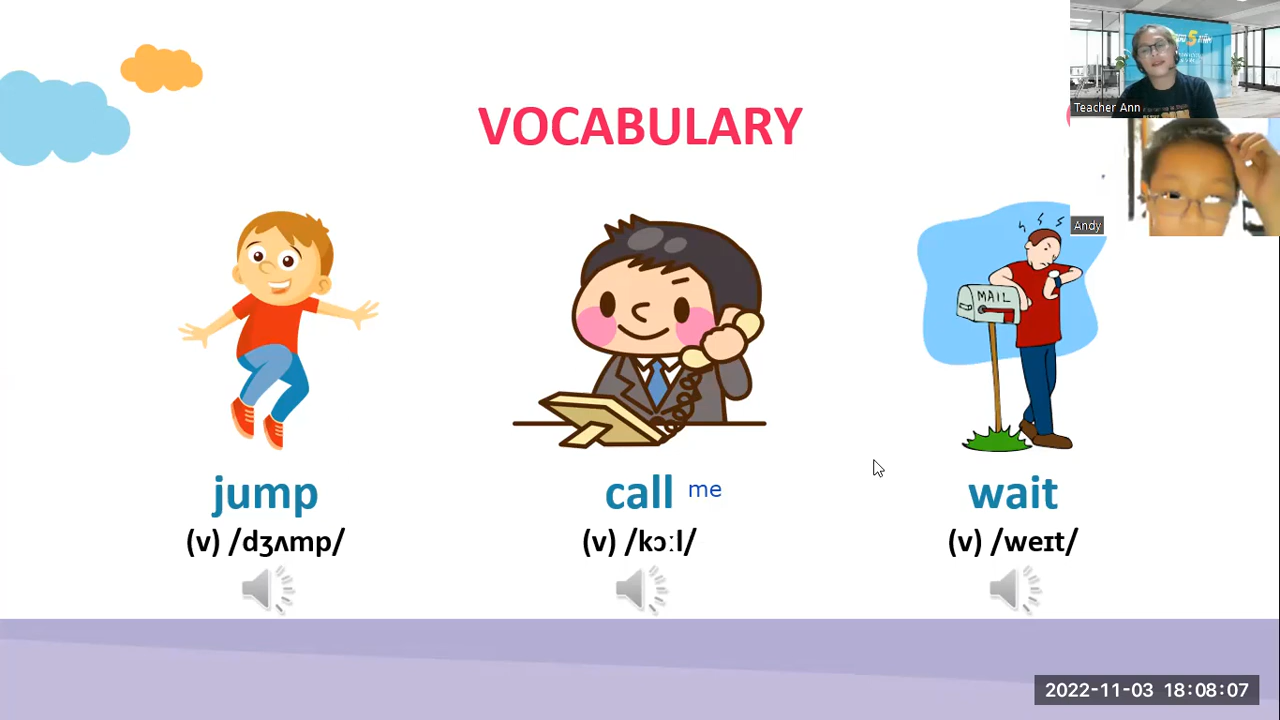 VOCABULARY
Teacher Ann
Andy
MAIL
jump
call me
wait
(v) /dʒʌmp/
(v) /kɔːl/
(v) /weɪt/
2022-11-03 18:08:07